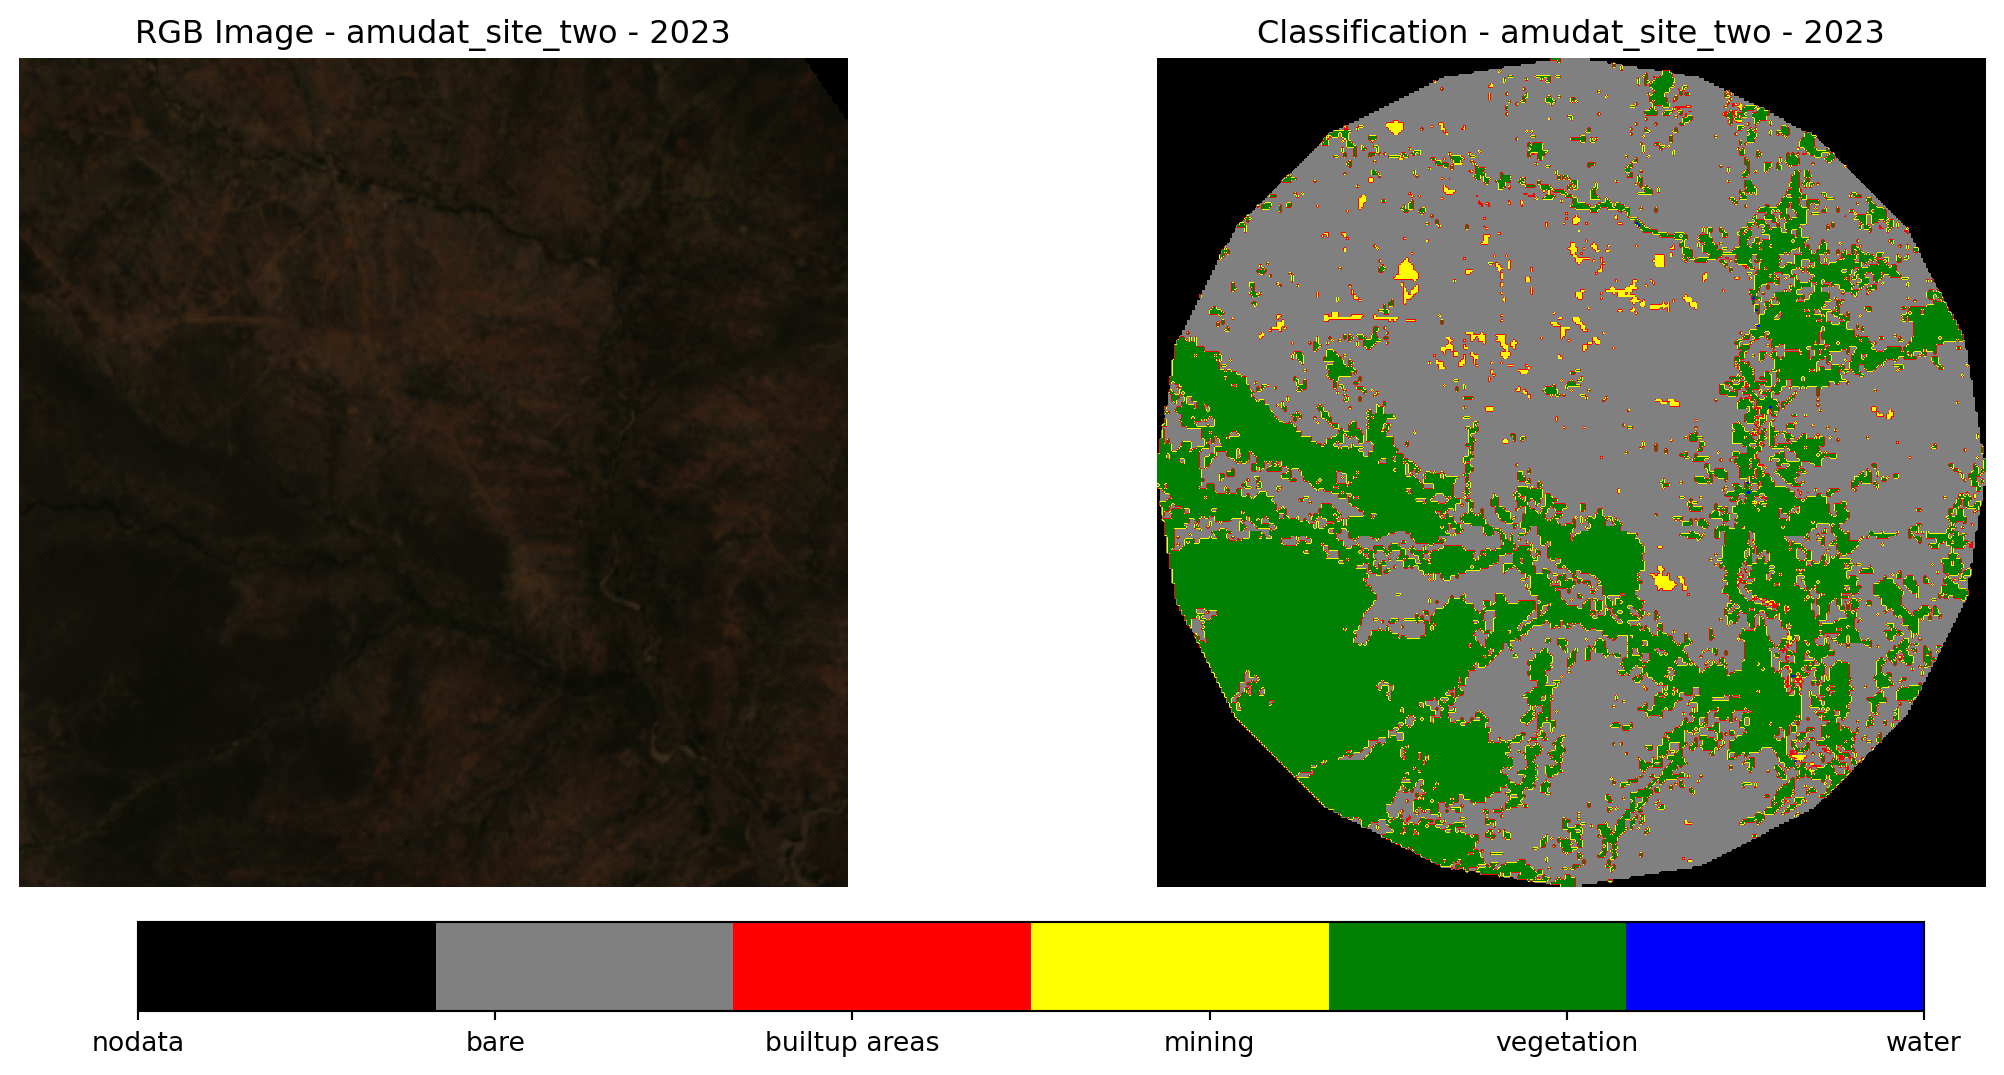 RGB Image - amudat_site_two - 2023
Classification - amudat_site_two - 2023
nodata
bare
builtup areas
mining
vegetation
water